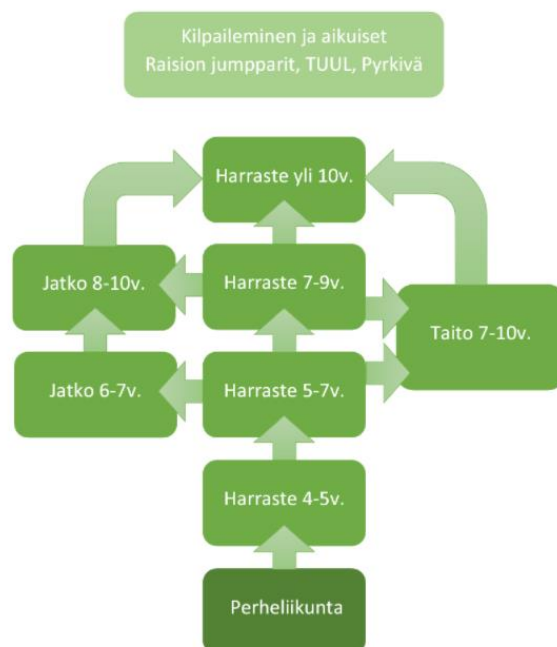 Kilpaileminen ja aikuiset
Raision jumpparit, TUUL, Pyrkivä
Harraste yli 10v.
Jatko 8-10v.
Harraste 7-9v.
Taito 7-10v.
Jatko 6-7v.
Harraste 5-7v.
Harraste 4-5v.
Perheliikunta